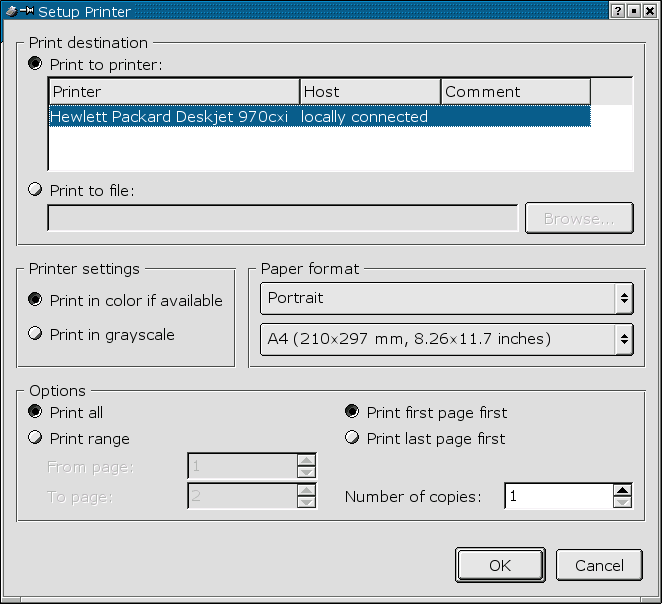 Setup Printer
Print destination
Print to printer:
Printer Host Comment
Hewlett Packard Deskjet 970cxi locally connected
Print to file:
Browse...
Printer settings
Print in color if available
Print in grayscale
Paper format
Portrait
A4 (210x297 mm, 8.26x11.7 inches)
Options
Print all
Print range
From page: 1
To page: 2
Print first page first
Print last page first
Number of copies: 1
OK Cancel